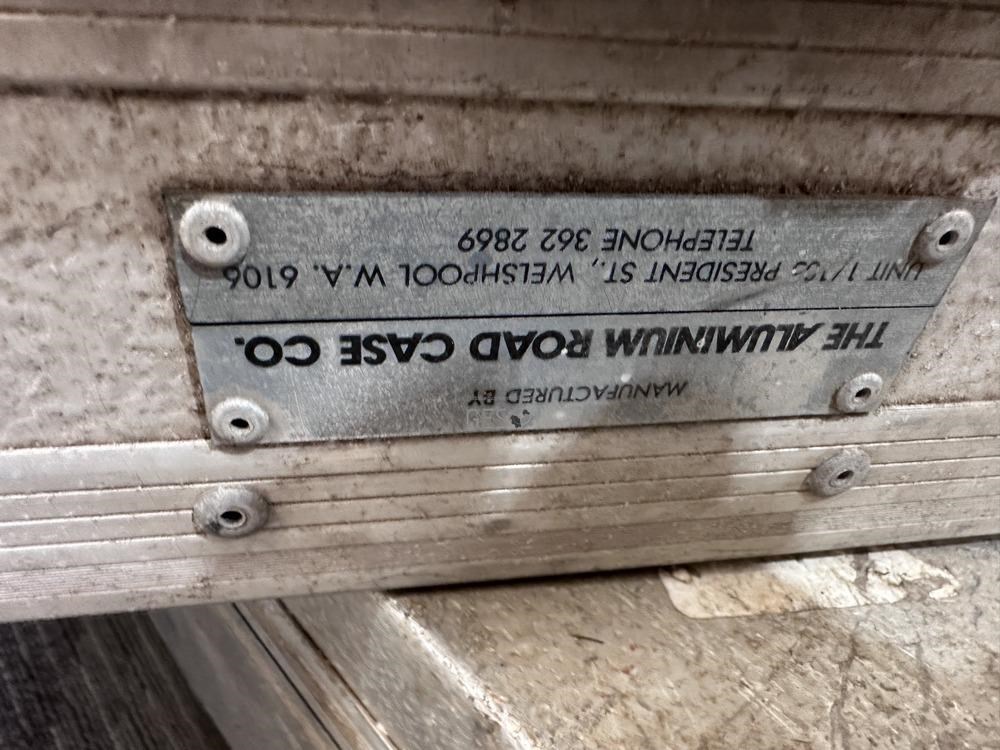 MANUFACTURED BY
THE ALUMINIUM ROAD CASE CO.
UNIT PRESIDENT ST., WELSHPOOL W.A. 6106
TELEPHONE 362 2869